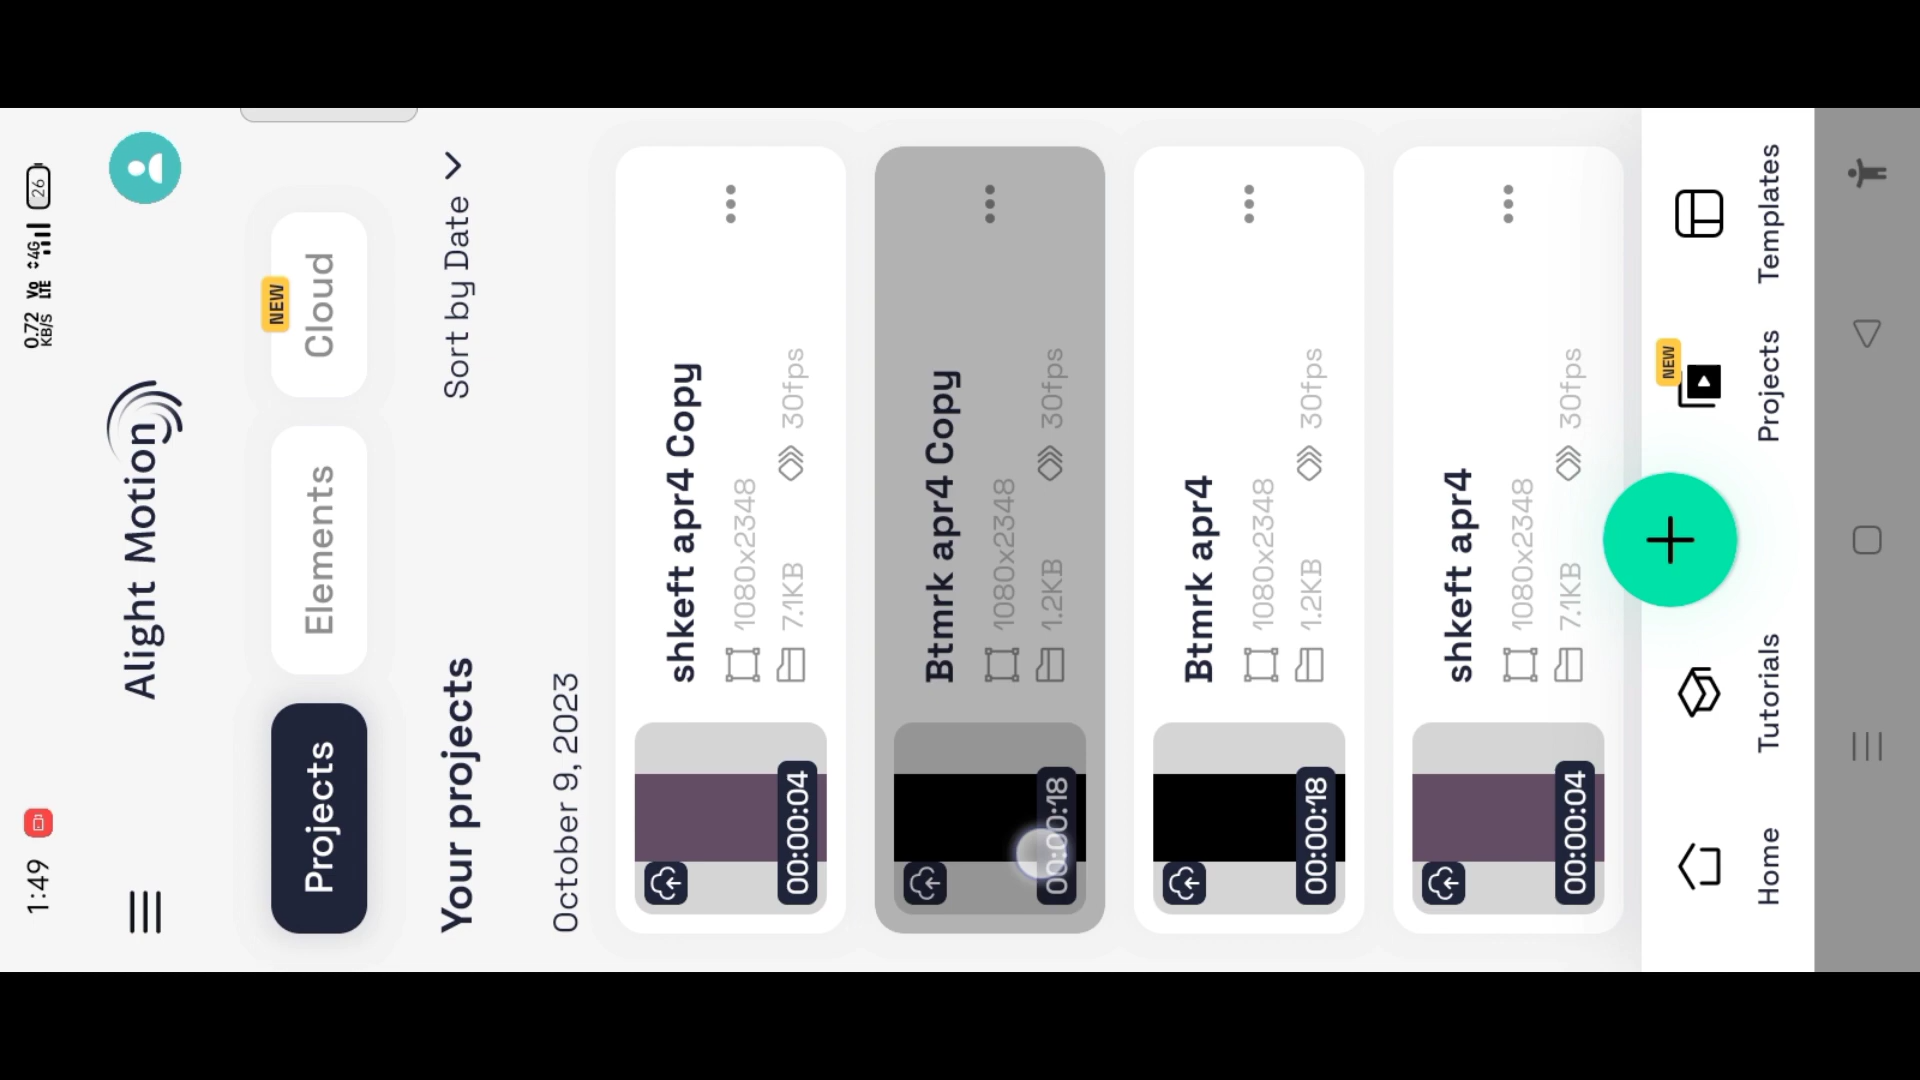 1:49
0.72 KB/S Vo LTE 4G 26
Alight Motion
Projects
Elements
Cloud
NEW
Your projects
Sort by Date
October 9, 2023
shkeft apr4 Copy
1080x2348
7.1KB
30fps
00:00:04
Btmrk apr4 Copy
1080x2348
1.2KB
30fps
00:00:18
Btmrk apr4
1080x2348
1.2KB
30fps
00:00:18
shkeft apr4
1080x2348
7.1KB
30fps
00:00:04
Home
Tutorials
NEW
Projects
Templates